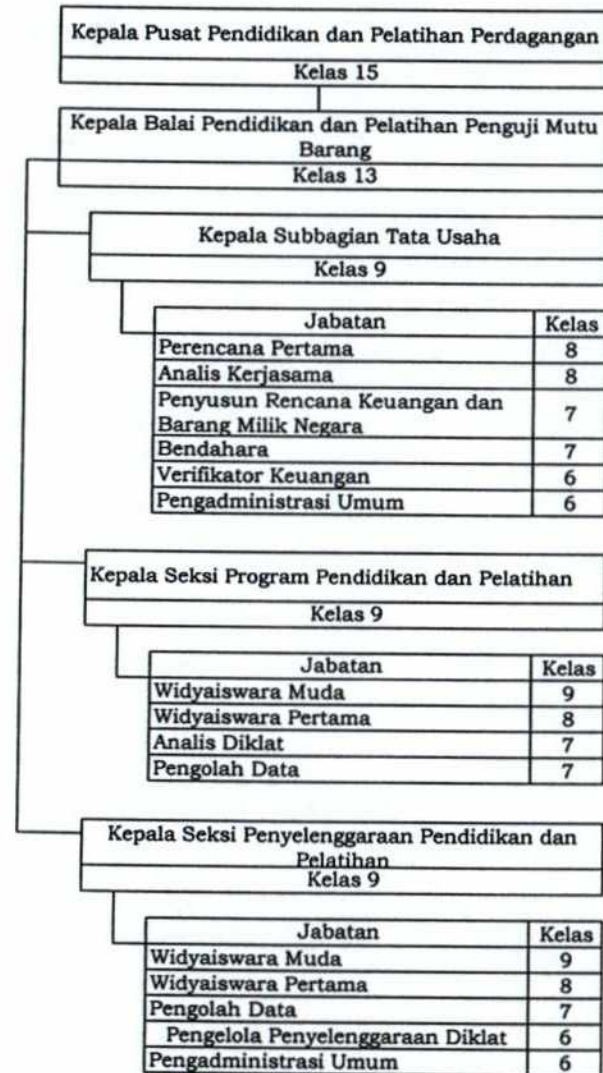 Kepala Pusat Pendidikan dan Pelatihan Perdagangan
Kelas 15
Kepala Balai Pendidikan dan Pelatihan Penguji Mutu
Barang
Kelas 13
Kepala Subbagian Tata Usaha
Kelas 9
Jabatan Kelas
Perencana Pertama 8
Analis Kerjasama 8
Penyusun Rencana Keuangan dan
Barang Milik Negara 7
Bendahara 7
Verifikator Keuangan 6
Pengadministrasi Umum 6
Kepala Seksi Program Pendidikan dan Pelatihan
Kelas 9
Jabatan Kelas
Widyaiswara Muda 9
Widyaiswara Pertama 8
Analis Diklat 7
Pengolah Data 7
Kepala Seksi Penyelenggaraan Pendidikan dan
Pelatihan
Kelas 9
Jabatan Kelas
Widyaiswara Muda 9
Widyaiswara Pertama 8
Pengolah Data 7
Pengelola Penyelenggaraan Diklat 6
Pengadministrasi Umum 6